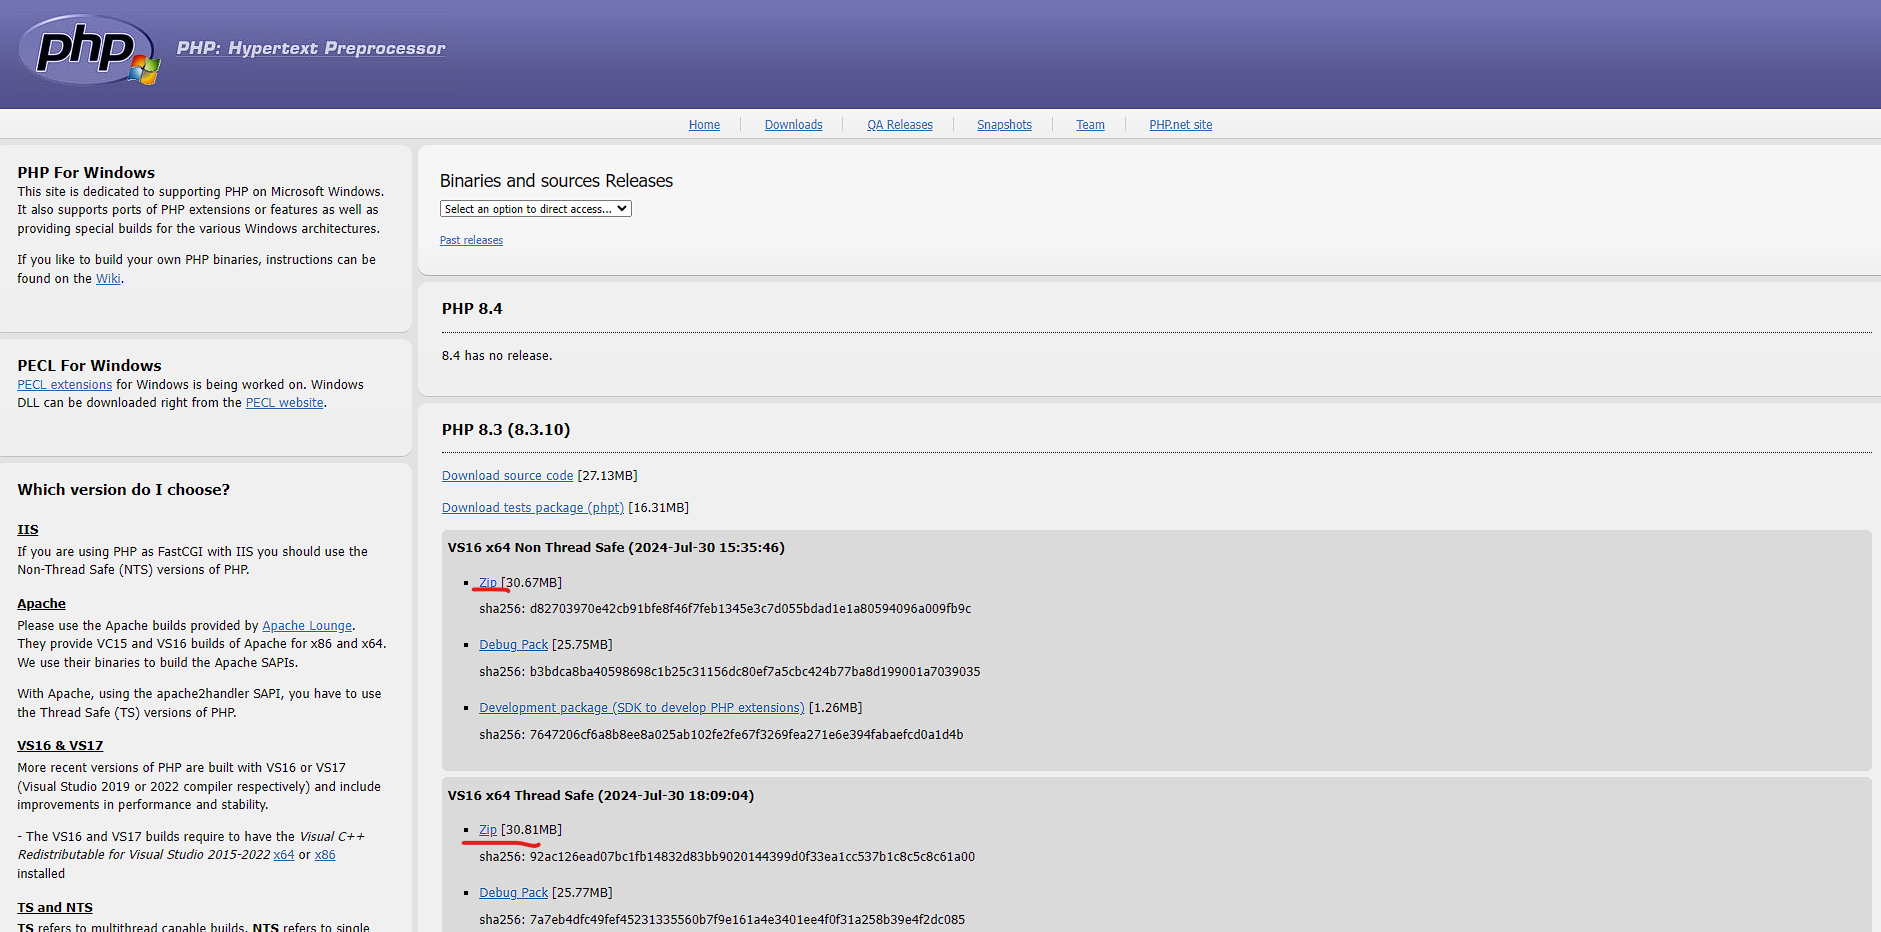 php
PHP: Hypertext Preprocessor
Home
Downloads
QA Releases
Snapshots
Team
PHP.net site
PHP For Windows
This site is dedicated to supporting PHP on Microsoft Windows.
It also supports ports of PHP extensions or features as well as
providing special builds for the various Windows architectures.
If you like to build your own PHP binaries, instructions can be
found on the Wiki.
PECL For Windows
PECL extensions for Windows is being worked on. Windows
DLL can be downloaded right from the PECL website.
Which version do I choose?
IIS
If you are using PHP as FastCGI with IIS you should use the
Non-Thread Safe (NTS) versions of PHP.
Apache
Please use the Apache builds provided by Apache Lounge.
They provide VC15 and VS16 builds of Apache for x86 and x64.
We use their binaries to build the Apache SAPIs.
With Apache, using the apache2handler SAPI, you have to use
the Thread Safe (TS) versions of PHP.
VS16 & VS17
More recent versions of PHP are built with VS16 or VS17
(Visual Studio 2019 or 2022 compiler respectively) and include
improvements in performance and stability.
- The VS16 and VS17 builds require to have the Visual C++
Redistributable for Visual Studio 2015-2022 x64 or x86
installed
TS and NTS
TS refers to multithread capable builds. NTS refers to single
Binaries and sources Releases
Select an option to direct access...
Past releases
PHP 8.4
8.4 has no release.
PHP 8.3 (8.3.10)
Download source code [27.13MB]
Download tests package (phpt) [16.31MB]
VS16 x64 Non Thread Safe (2024-Jul-30 15:35:46)
Zip [30.67MB]
sha256: d82703970e42cb91bfe8f46f7feb1345e3c7d055bdad1e1a80594096a009fb9c
Debug Pack [25.75MB]
sha256: b3bdca8ba40598698c1b25c31156dc80ef7a5cbc424b77ba8d199001a7039035
Development package (SDK to develop PHP extensions) [1.26MB]
sha256: 7647206cf6a8b8ee8a025ab102fe2fe67f3269fea271e6e394fabaefcd0a1d4b
VS16 x64 Thread Safe (2024-Jul-30 18:09:04)
Zip [30.81MB]
sha256: 92ac126ead07bc1fb14832d83bb9020144399d0f33ea1cc537b1c8c5c8c61a00
Debug Pack [25.77MB]
sha256: 7a7eb4dfc49fef45231335560b7f9e161a4e3401ee4f0f31a258b39e4f2dc085